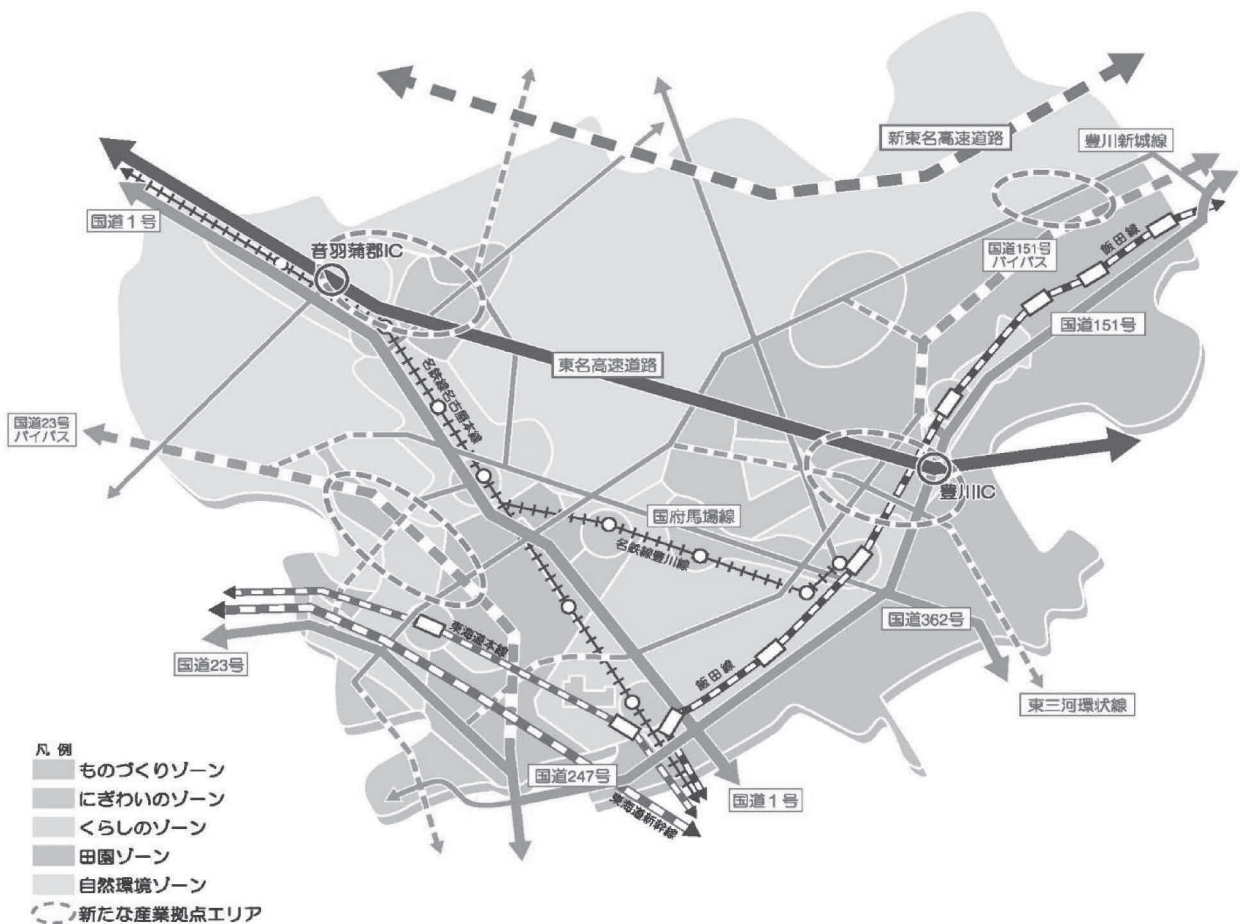 新東名高速道路
豊川新城線
国道1号
音羽蒲郡IC
国道151号
バイパス
飯田線
国道151号
東名高速道路
名鉄線名古屋本線
国道23号
バイパス
豊川IC
国府馬場線
名鉄線豊川線
国道362号
東海道本線
国道23号
飯田線
東三河環状線
国道247号
国道1号
東海道新幹線
凡 例
ものづくりゾーン
にぎわいのゾーン
くらしのゾーン
田園ゾーン
自然環境ゾーン
新たな産業拠点エリア